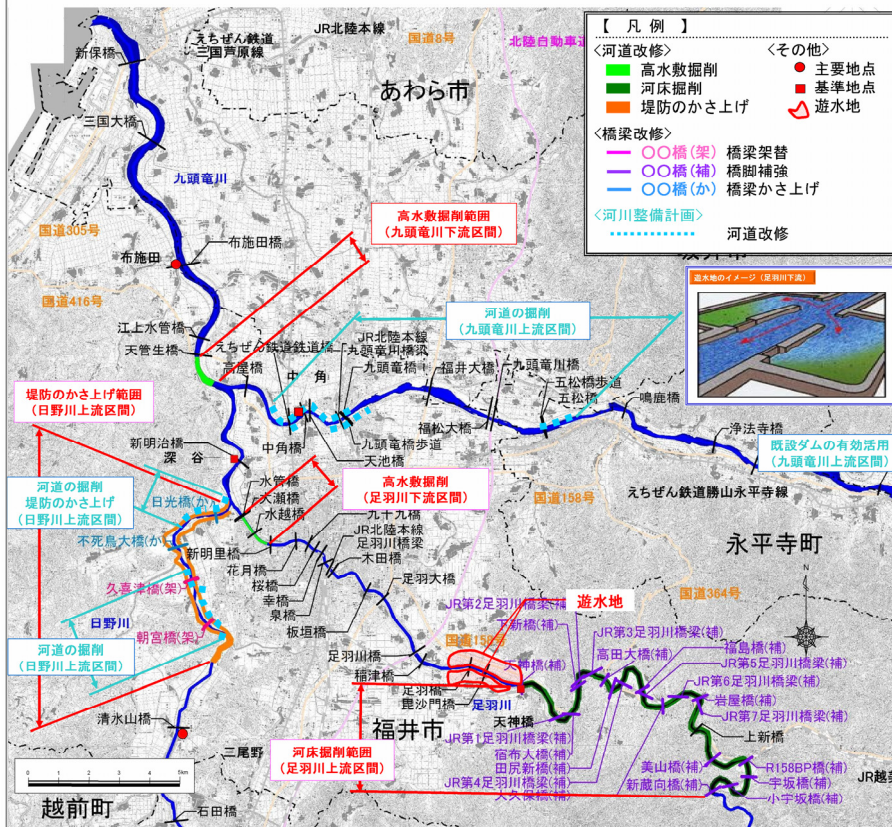 【 凡 例 】
<河道改修>
高水敷掘削
河床掘削
堤防のかさ上げ
<その他>
主要地点
基準地点
遊水地
<橋梁改修>
〇〇橋(架) 橋梁架替
〇〇橋(補) 橋脚補強
〇〇橋(か) 橋梁かさ上げ
<河川整備計画>
河道改修
新保橋
えちぜん鉄道
三国芦原線
JR北陸本線
国道8号
北陸自動車道
あわら市
三国大橋
九頭竜川
国道305号
布施田
布施田橋
国道416号
高水敷掘削範囲
(九頭竜川下流区間)
遊水地のイメージ(足羽川下流)
江上水管橋
天管生橋
河道の掘削
(九頭竜川上流区間)
えちぜん鉄道鉄道橋
JR北陸本線
九頭竜川橋梁
高屋橋
中 角
九頭竜橋
福井大橋
九頭竜川橋
五松橋歩道
五松橋
鳴鹿橋
堤防のかさ上げ範囲
(日野川上流区間)
中角橋
天池橋
九頭竜橋歩道
福松大橋
浄法寺橋
既設ダムの有効活用
(九頭竜川上流区間)
新明治橋
深 谷
水管橋
大瀬橋
水越橋
高水敷掘削範囲
(足羽川下流区間)
国道158号
えちぜん鉄道勝山永平寺線
河道の掘削
堤防のかさ上げ
(日野川上流区間)
日光橋(か)
不死鳥大橋(か)
新明里橋
九十九橋
JR北陸本線
足羽川橋梁
木田橋
花月橋
桜橋
幸橋
泉橋
足羽大橋
板垣橋
永平寺町
国道364号
久喜津橋(架)
日野川
朝宮橋(架)
河道の掘削
(日野川上流区間)
JR第2足羽川橋梁(補)
遊水地
下新橋(補)
JR第3足羽川橋梁(補)
国道158号
天神橋(補)
高田大橋(補)
福島橋(補)
JR第5足羽川橋梁(補)
JR第6足羽川橋梁(補)
岩屋橋(補)
JR第7足羽川橋梁(補)
足羽川橋
稲津橋
足羽橋
毘沙門橋
足羽川
天神橋
上新橋
清水山橋
福井市
JR第1足羽川橋梁(補)
宿布人橋(補)
田尻新橋(補)
JR第4足羽川橋梁(補)
大久保橋(補)
河床掘削範囲
(足羽川上流区間)
美山橋(補)
新蔵向橋(補)
R158BP橋(補)
宇坂橋(補)
小宇坂橋(補)
三尾野
0
5km
越前町
石田橋